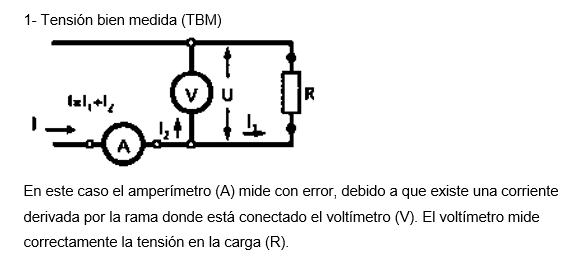 1- Tensión bien medida (TBM)
I=I₁+I₂
I
A
V
U
R
I₂
I₁
En este caso el amperímetro (A) mide con error, debido a que existe una corriente
derivada por la rama donde está conectado el voltímetro (V). El voltímetro mide
correctamente la tensión en la carga (R).